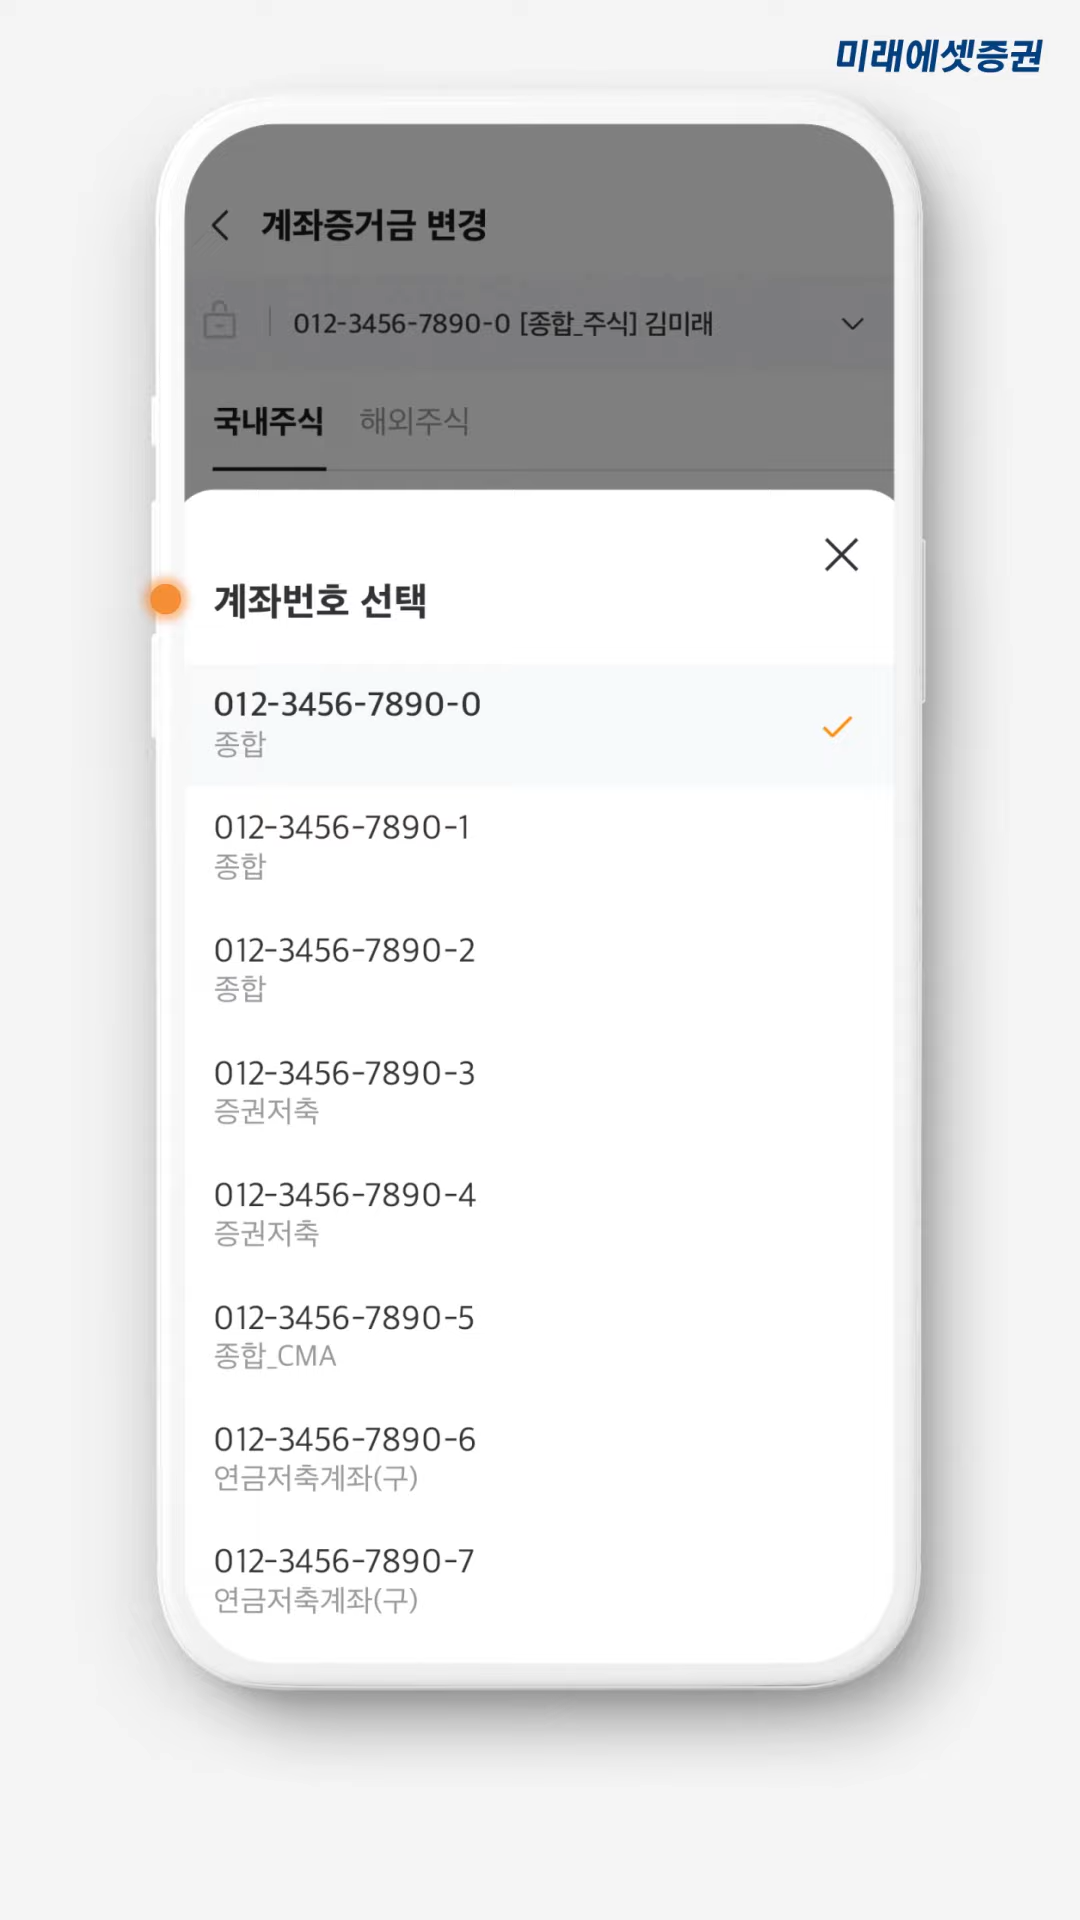 미래에셋증권
계좌증거금 변경
012-3456-7890-0 [종합_주식] 김미래
국내주식 해외주식
계좌번호 선택
012-3456-7890-0
종합
012-3456-7890-1
종합
012-3456-7890-2
종합
012-3456-7890-3
증권저축
012-3456-7890-4
증권저축
012-3456-7890-5
종합_CMA
012-3456-7890-6
연금저축계좌(구)
012-3456-7890-7
연금저축계좌(구)